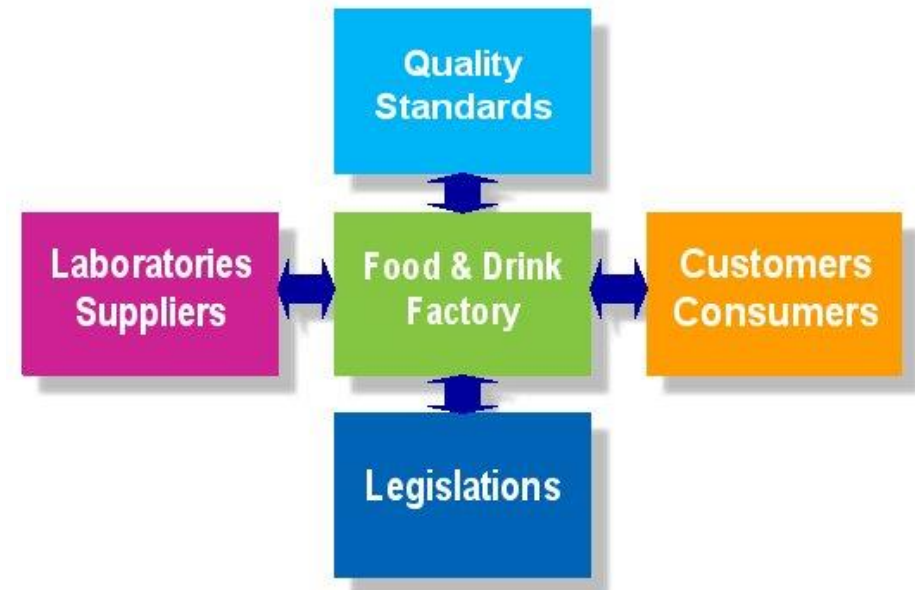 Quality
Standards
Laboratories
Suppliers
Food & Drink
Factory
Customers
Consumers
Legislations